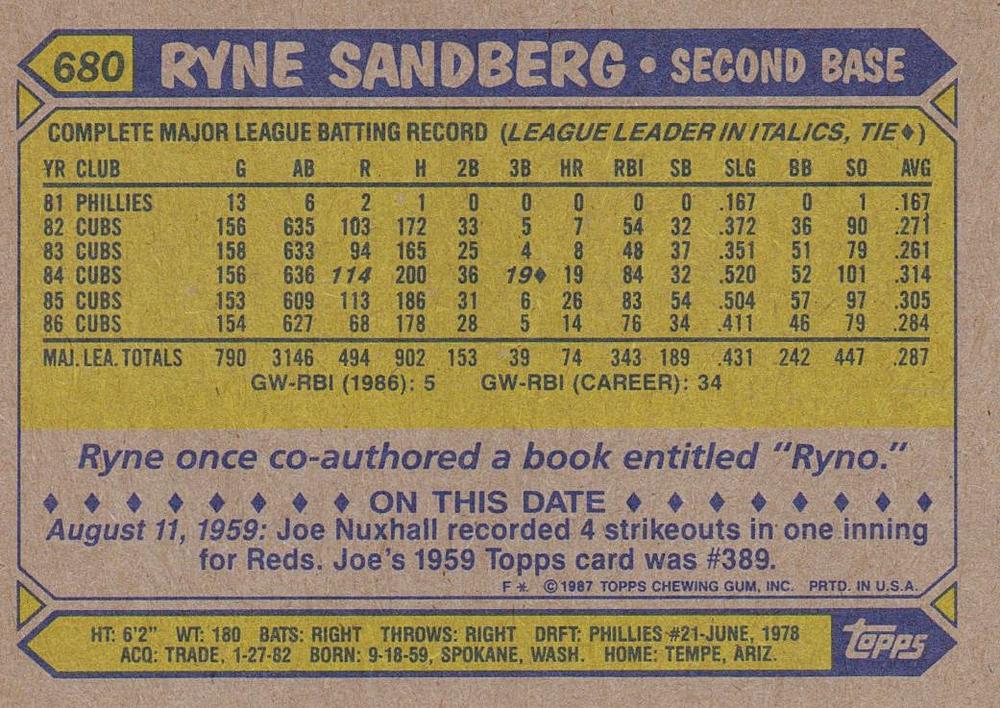 680 RYNE SANDBERG • SECOND BASE
COMPLETE MAJOR LEAGUE BATTING RECORD (LEAGUE LEADER IN ITALICS, TIE♦)
YR CLUB G AB R H 2B 3B HR RBI SB SLG BB SO AVG
81 PHILLIES 13 6 2 1 0 0 0 0 0 .167 0 1 .167
82 CUBS 156 635 103 172 33 5 7 54 32 .372 36 90 .271
83 CUBS 158 633 94 165 25 4 8 48 37 .351 51 79 .261
84 CUBS 156 636 114 200 36 19♦ 19 84 32 .520 52 101 .314
85 CUBS 153 609 113 186 31 6 26 83 54 .504 57 97 .305
86 CUBS 154 627 68 178 28 5 14 76 34 .411 46 79 .284
MAJ. LEA. TOTALS 790 3146 494 902 153 39 74 343 189 .431 242 447 .287
GW-RBI (1986): 5 GW-RBI (CAREER): 34
Ryne once co-authored a book entitled “Ryno.”
♦ ♦ ♦ ♦ ♦ ♦ ♦ ♦ ON THIS DATE ♦ ♦ ♦ ♦ ♦ ♦ ♦ ♦
August 11, 1959: Joe Nuxhall recorded 4 strikeouts in one inning
for Reds. Joe's 1959 Topps card was #389.
F * © 1987 TOPPS CHEWING GUM, INC. PRTD. IN U.S.A.
HT: 6'2" WT: 180 BATS: RIGHT THROWS: RIGHT DRFT: PHILLIES #21-JUNE, 1978
ACQ: TRADE, 1-27-82 BORN: 9-18-59, SPOKANE, WASH. HOME: TEMPE, ARIZ.
topps